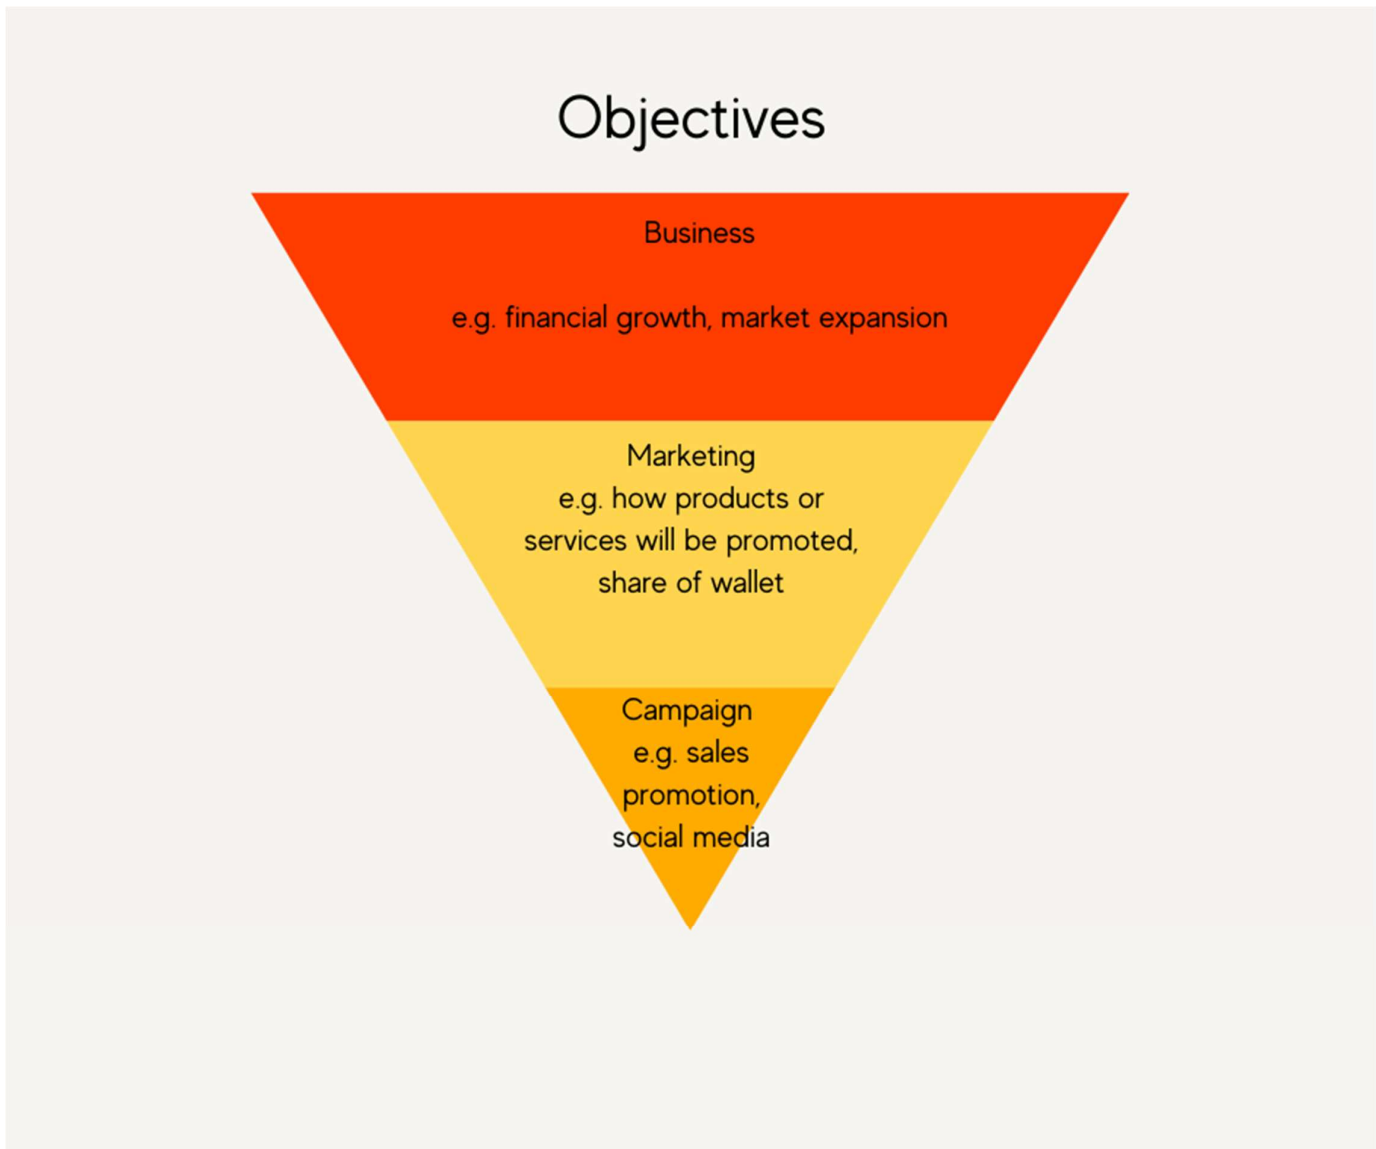 Objectives
Business
e.g. financial growth, market expansion
Marketing
e.g. how products or
services will be promoted,
share of wallet
Campaign
e.g. sales
promotion,
social media